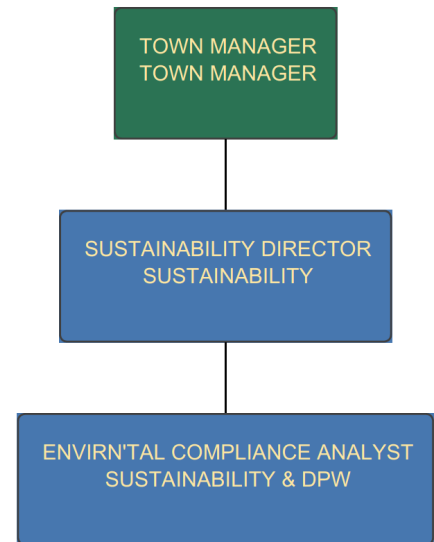 TOWN MANAGER
TOWN MANAGER
SUSTAINABILITY DIRECTOR
SUSTAINABILITY
ENVIRN'TAL COMPLIANCE ANALYST
SUSTAINABILITY & DPW